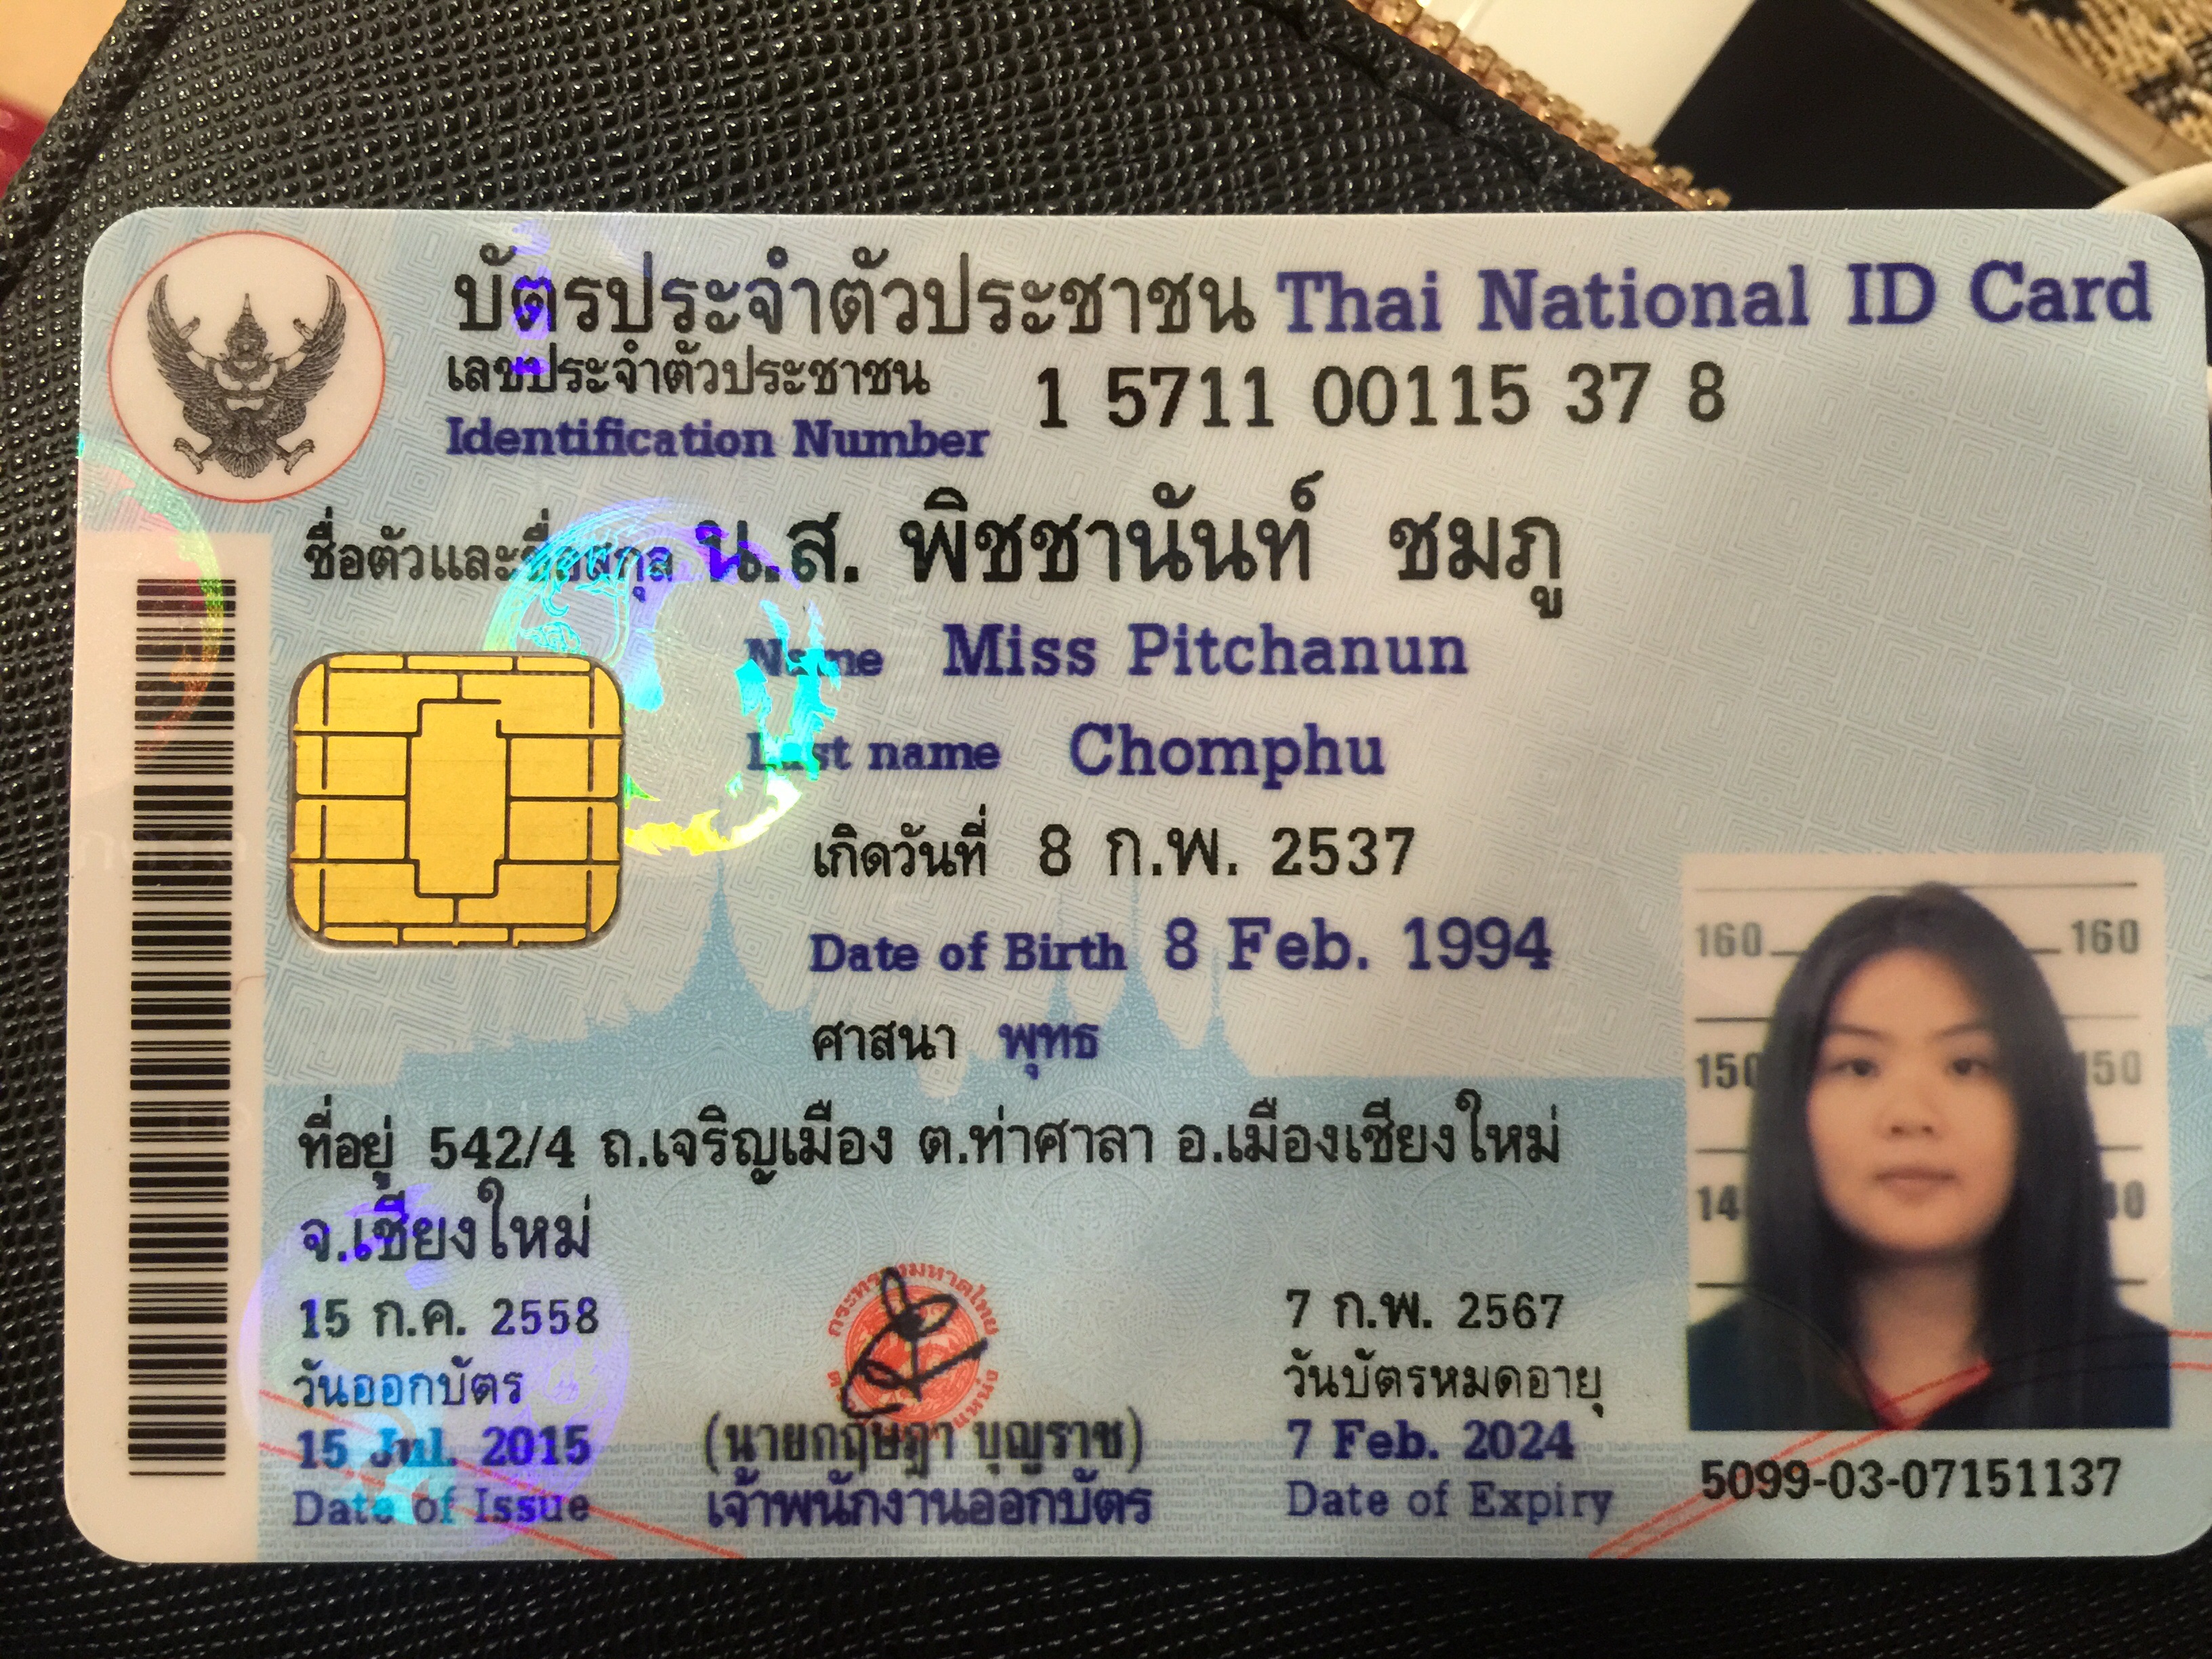 บัตรประจำตัวประชาชน Thai National ID Card
เลขประจำตัวประชาชน
Identification Number
1 5711 00115 37 8
ชื่อตัวและชื่อสกุล น.ส. พิชชานันท์ ชมภู
Name Miss Pitchanun
Last name Chomphu
เกิดวันที่ 8 ก.พ. 2537
Date of Birth 8 Feb. 1994
ศาสนา พุทธ
ที่อยู่ 542/4 ถ.เจริญเมือง ต.ท่าศาลา อ.เมืองเชียงใหม่
จ.เชียงใหม่
15 ก.ค. 2558
วันออกบัตร
15 Jul. 2015
Date of Issue
(นายกฤษฎา บุญราช)
เจ้าพนักงานออกบัตร
7 ก.พ. 2567
วันบัตรหมดอายุ
7 Feb. 2024
Date of Expiry
160 160
150 150
14
5099-03-07151137